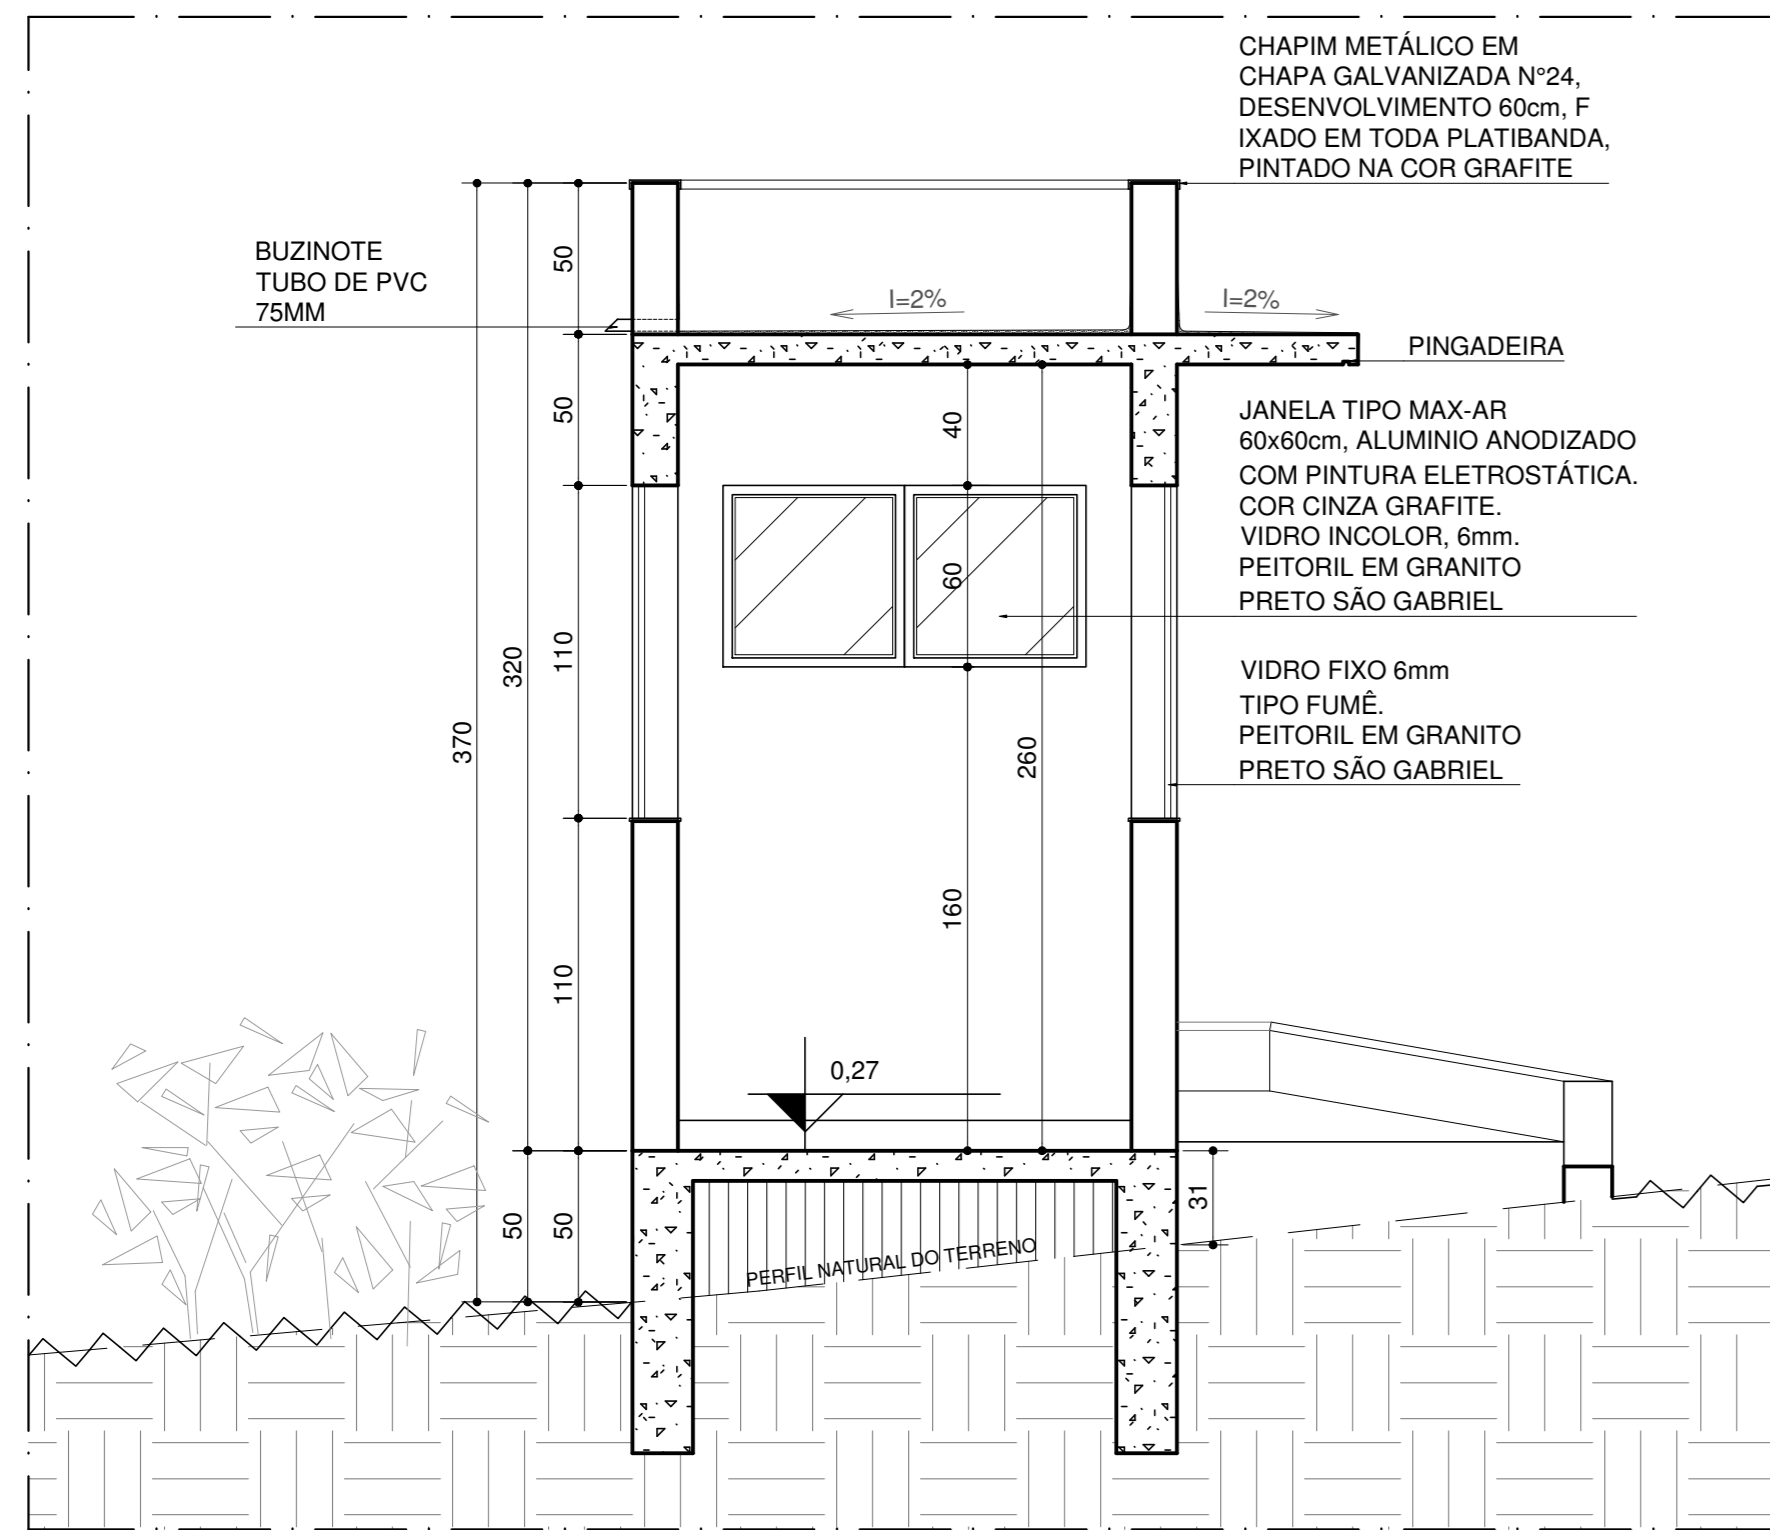 CHAPIM METÁLICO EM
CHAPA GALVANIZADA N°24,
DESENVOLVIMENTO 60cm, F
IXADO EM TODA PLATIBANDA,
PINTADO NA COR GRAFITE
BUZINOTE
TUBO DE PVC
75MM
50
I=2%
I=2%
PINGADEIRA
50
40
JANELA TIPO MAX-AR
60x60cm, ALUMINIO ANODIZADO
COM PINTURA ELETROSTÁTICA.
COR CINZA GRAFITE.
VIDRO INCOLOR, 6mm.
PEITORIL EM GRANITO
PRETO SÃO GABRIEL
60
110
320
370
260
VIDRO FIXO 6mm
TIPO FUMÊ.
PEITORIL EM GRANITO
PRETO SÃO GABRIEL
160
110
0,27
31
50
50
PERFIL NATURAL DO TERRENO